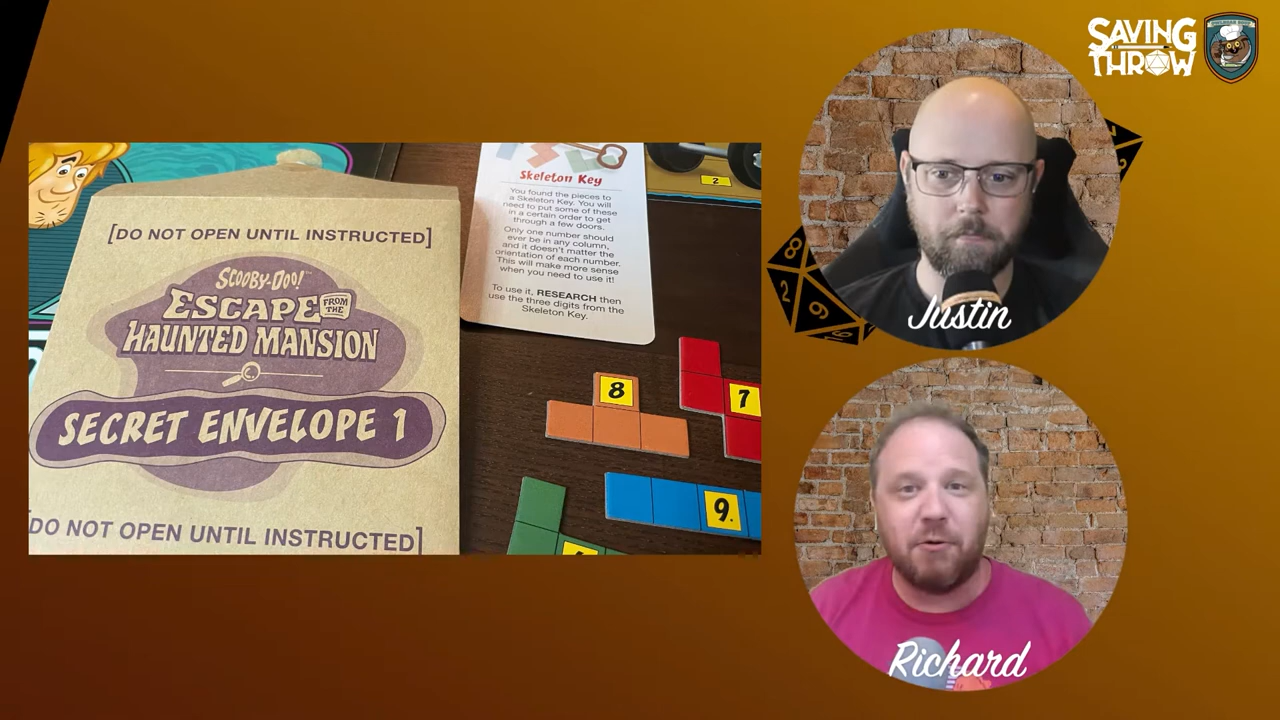 SAVING
THROW
[DO NOT OPEN UNTIL INSTRUCTED]
SCOOBY-DOO!™
ESCAPE FROM THE
HAUNTED MANSION
SECRET ENVELOPE 1
DO NOT OPEN UNTIL INSTRUCTED]
Skeleton Key
You found the pieces to
a Skeleton Key. You will
need to put some of these
in a certain order to get
through a few doors.
Only one number should
ever be in any column,
and it doesn't matter the
orientation of each number.
This will make more sense
when you need to use it!
To use it, RESEARCH then
use the three digits from the
Skeleton Key.
2
8
7
9.
8
2
9
Justin
Richard